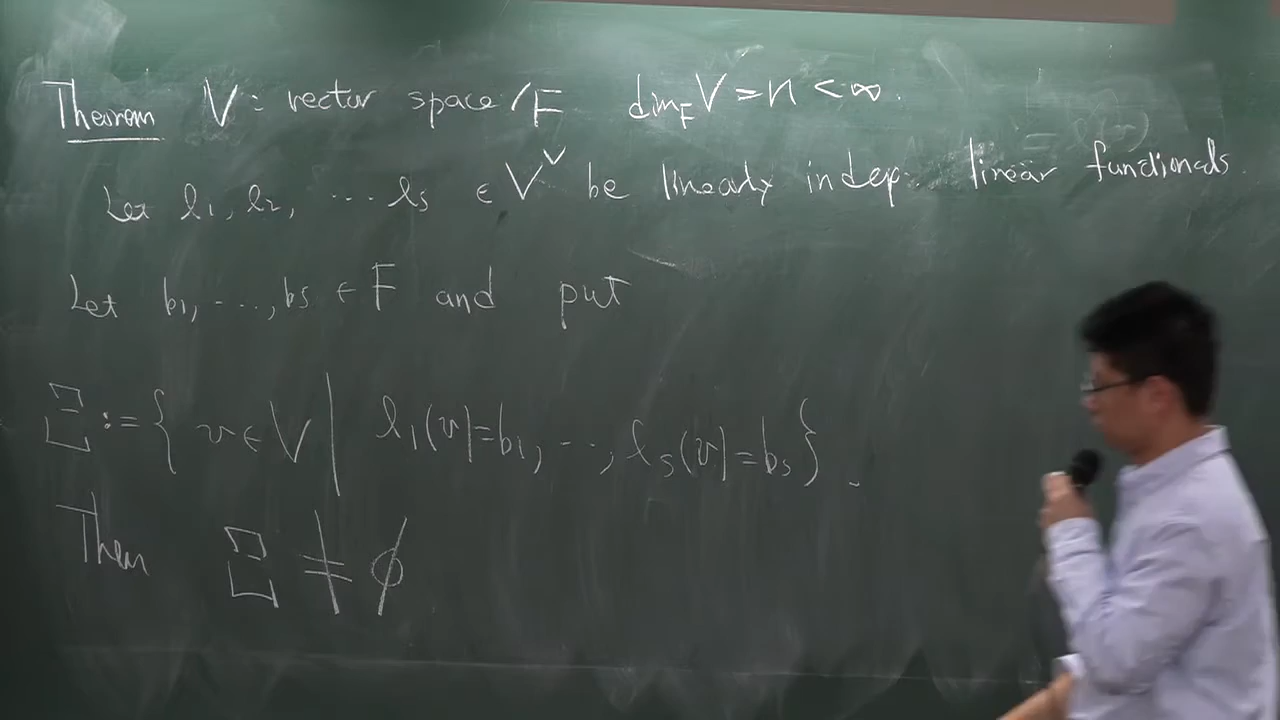 Theorem V = vector space /F dim_F V = n < ∞.
Let l₁, l₂, ... lₛ ∈ V^∨ be linearly indep. linear functionals.
Let b₁, ..., bₛ ∈ F and put
Ξ := { v ∈ V | l₁(v) = b₁, ..., lₛ(v) = bₛ }.
Then Ξ ≠ ∅